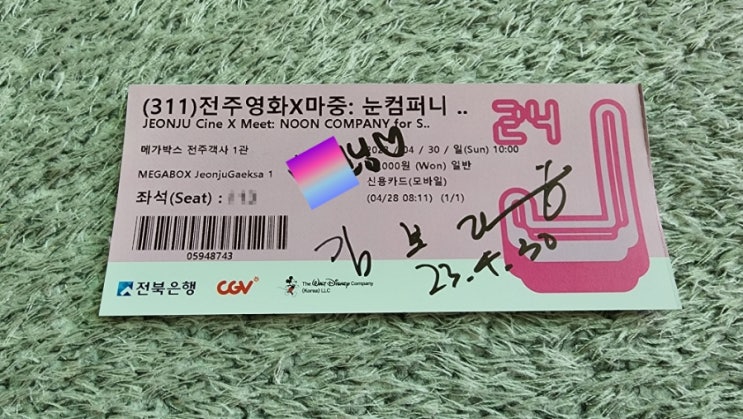 (311)전주영화X마중: 눈컴퍼니 ..
JEONJU Cine X Meet: NOON COMPANY for S..
메가박스 전주객사 1관
/ 04 / 30 / 일(Sun) 10:00
MEGABOX JeonjuGaeksa 1
000원 (Won) 일반
신용카드(모바일)
좌석(Seat) :
(04/28 08:11) (1/1)
05948743
님♡
김보
23.4.30
전북은행
CGV
The Walt Disney Company
(Korea) LLC